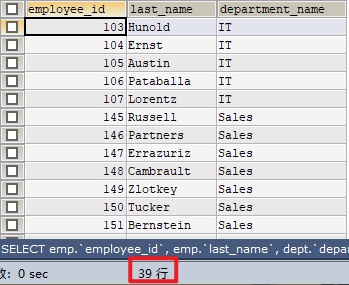 employee_id last_name department_name
103 Hunold IT
104 Ernst IT
105 Austin IT
106 Pataballa IT
107 Lorentz IT
145 Russell Sales
146 Partners Sales
147 Errazuriz Sales
148 Cambrault Sales
149 Zlotkey Sales
150 Tucker Sales
151 Bernstein Sales
SELECT emp.`employee_id`, emp.`last_name`, dept.`depar
: 0 sec 39 行